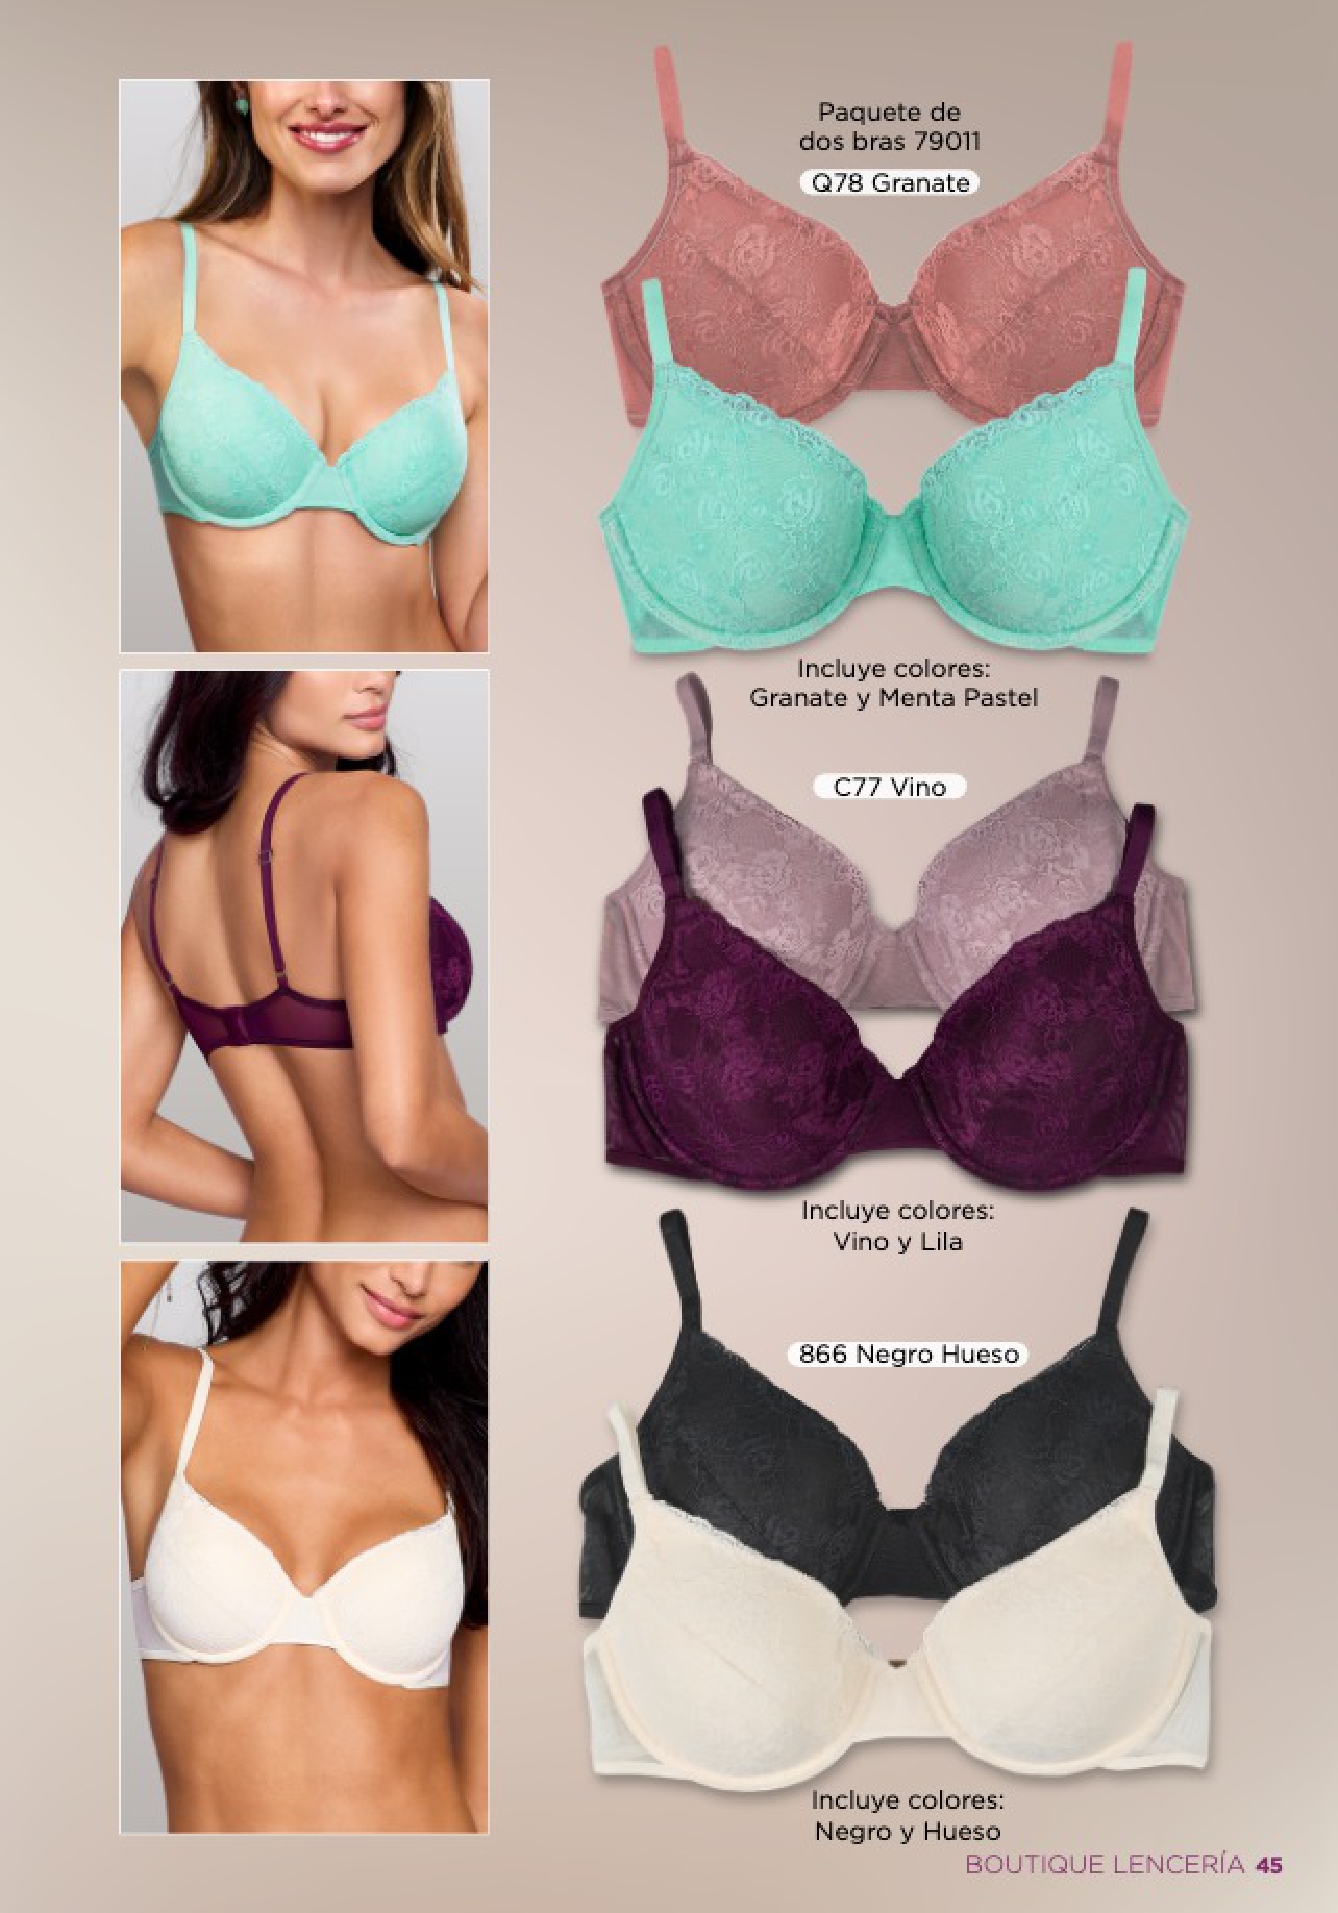 Paquete de
dos bras 79011
Q78 Granate
Incluye colores:
Granate y Menta Pastel
C77 Vino
Incluye colores:
Vino y Lila
866 Negro Hueso
Incluye colores:
Negro y Hueso
BOUTIQUE LENCERÍA 45